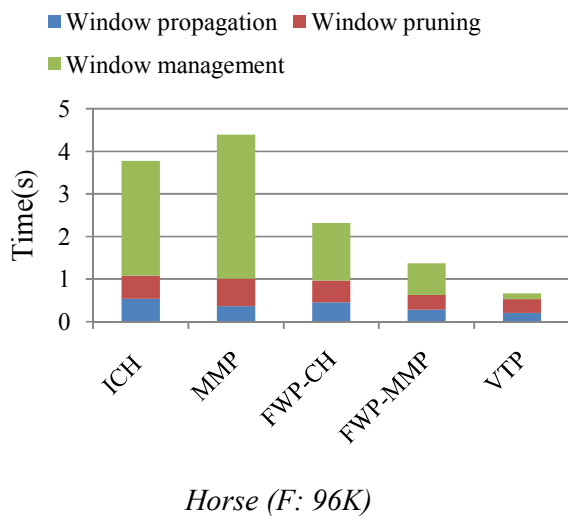 Window propagation Window pruning
Window management
5
4
3
2
1
0
Time(s)
ICH
MMP
FWP-CH
FWP-MMP
VTP
Horse (F: 96K)